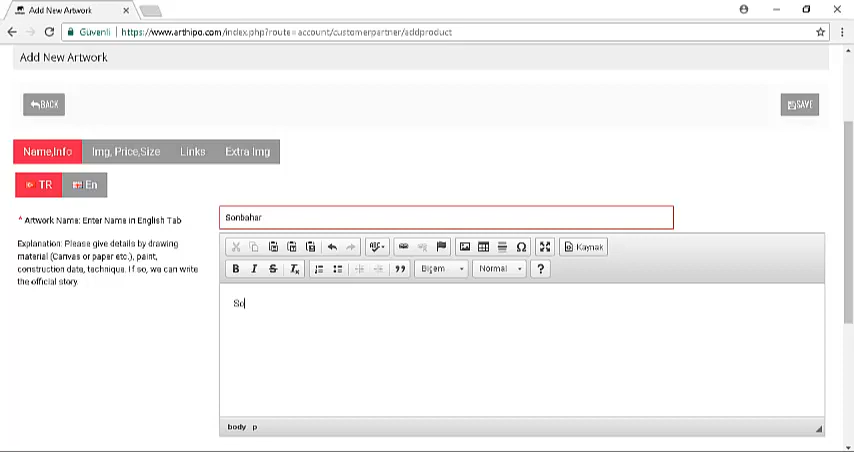 Add New Artwork
Güvenli https://www.arthipo.com/index.php?route=account/customerpartner/addproduct
Add New Artwork
BACK SAVE
Name,Info Img, Price,Size Links Extra Img
TR En
* Artwork Name: Enter Name in English Tab Sonbahar
Explanation: Please give details by drawing
material (Canvas or paper etc.), paint,
construction date, technique. If so, we can write
the official story.
Kaynak
B I S Tx Biçem Normal ?
So
body p